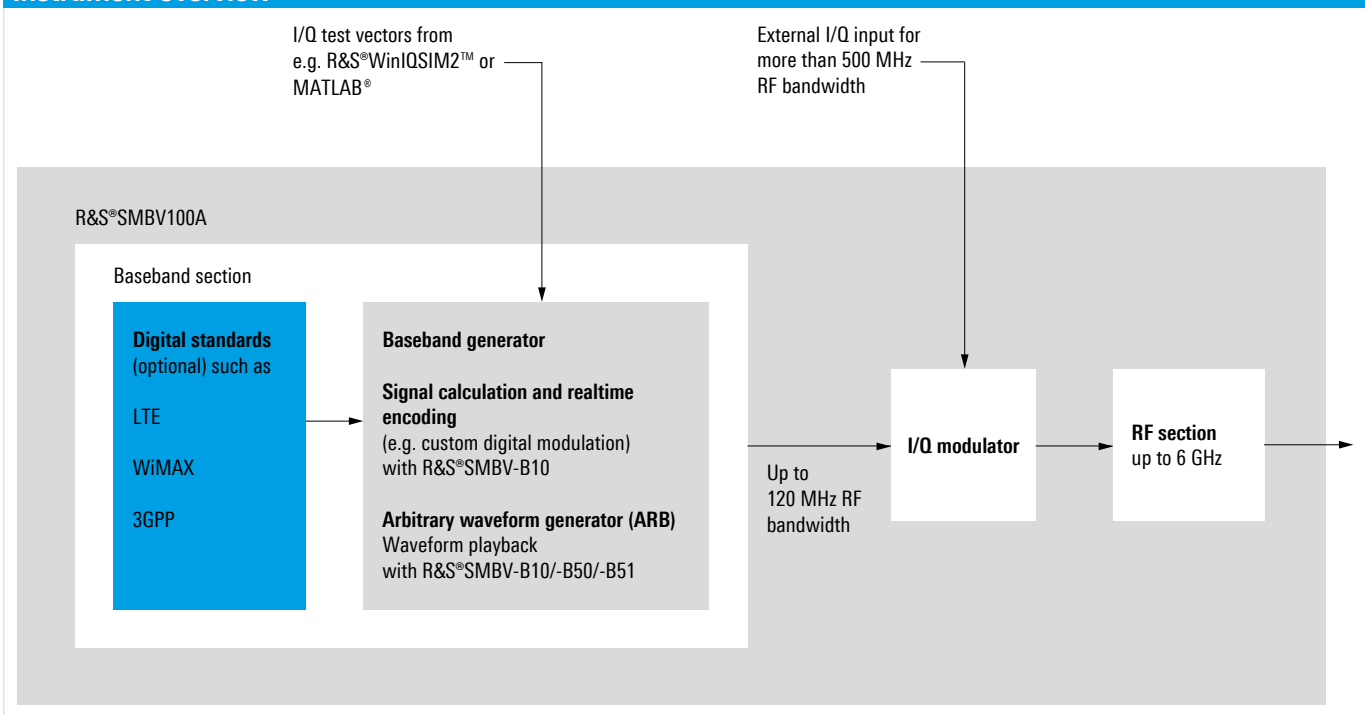 I/Q test vectors from
e.g. R&S®WinIQSIM2™ or
MATLAB®
External I/Q input for
more than 500 MHz
RF bandwidth
R&S®SMBV100A
Baseband section
Digital standards
(optional) such as
LTE
WiMAX
3GPP
Baseband generator
Signal calculation and realtime
encoding
(e.g. custom digital modulation)
with R&S®SMBV-B10
Arbitrary waveform generator (ARB)
Waveform playback
with R&S®SMBV-B10/-B50/-B51
Up to
120 MHz RF
bandwidth
I/Q modulator
RF section
up to 6 GHz